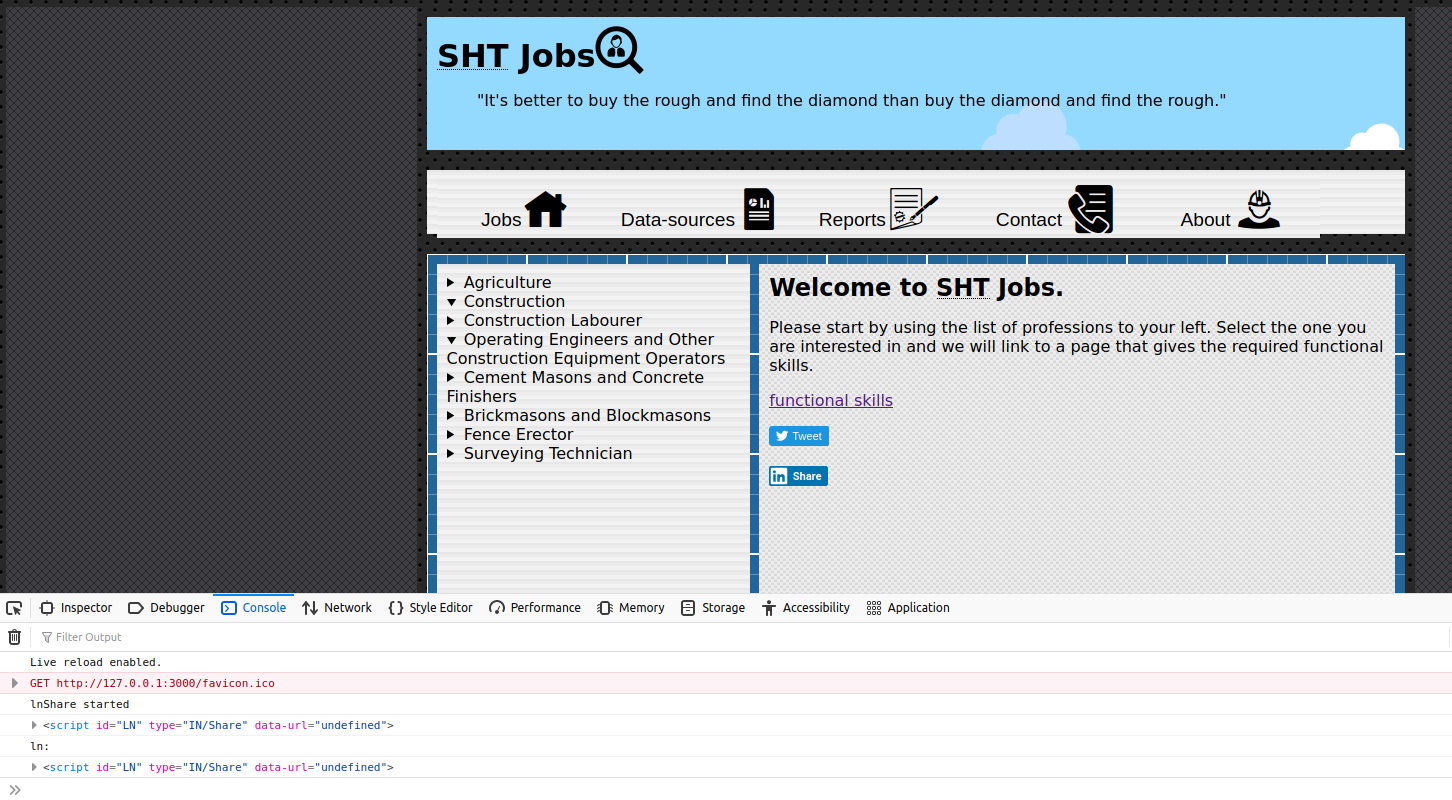 SHT Jobs
"It's better to buy the rough and find the diamond than buy the diamond and find the rough."
Jobs Data-sources Reports Contact About
Agriculture
Construction
Construction Labourer
Operating Engineers and Other
Construction Equipment Operators
Cement Masons and Concrete
Finishers
Brickmasons and Blockmasons
Fence Erector
Surveying Technician
Welcome to SHT Jobs.
Please start by using the list of professions to your left. Select the one you
are interested in and we will link to a page that gives the required functional
skills.
functional skills
Tweet
in Share
Inspector Debugger Console Network Style Editor Performance Memory Storage Accessibility Application
Filter Output
Live reload enabled.
GET http://127.0.0.1:3000/favicon.ico
lnShare started
<script id="LN" type="IN/Share" data-url="undefined">
ln:
<script id="LN" type="IN/Share" data-url="undefined">